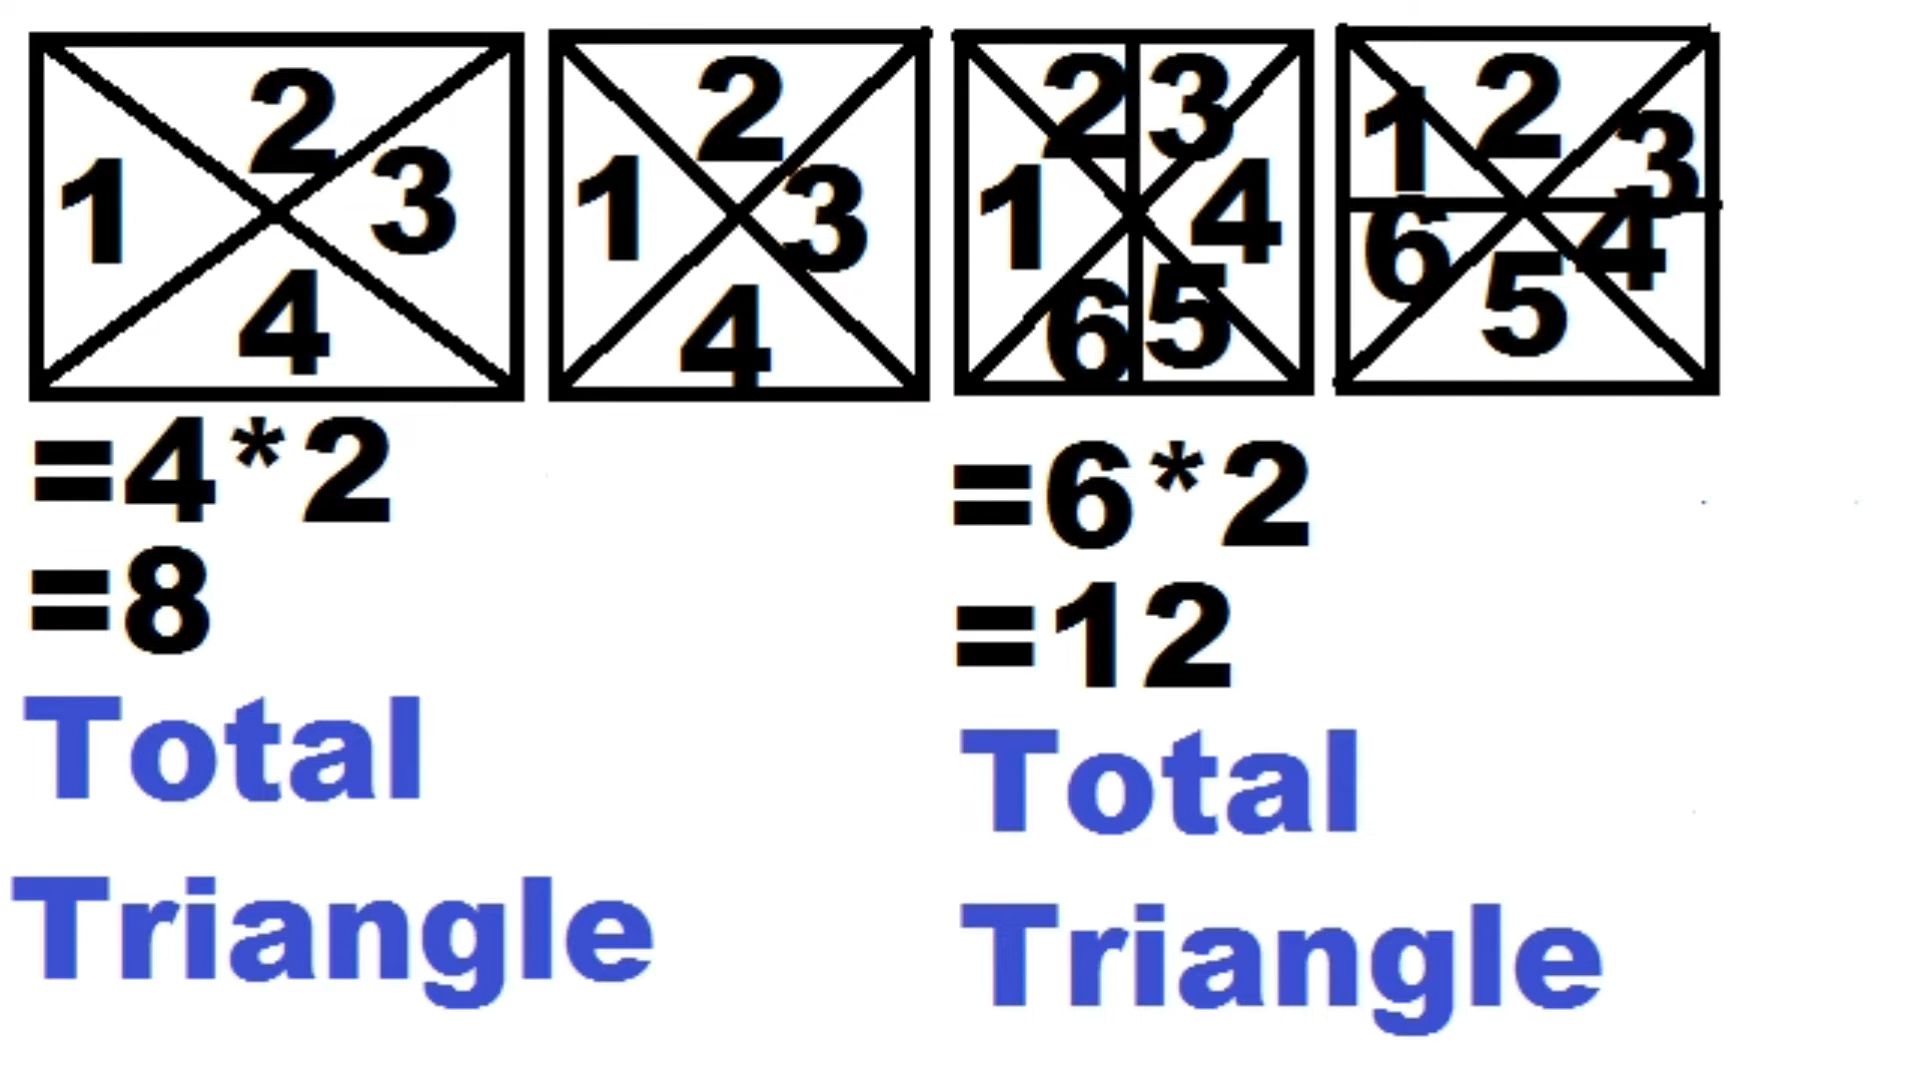 1 2 3 4
1 2 3 4
1 2 3 4 5 6
1 2 3 4 5 6
=4*2
=8
Total
Triangle
=6*2
=12
Total
Triangle